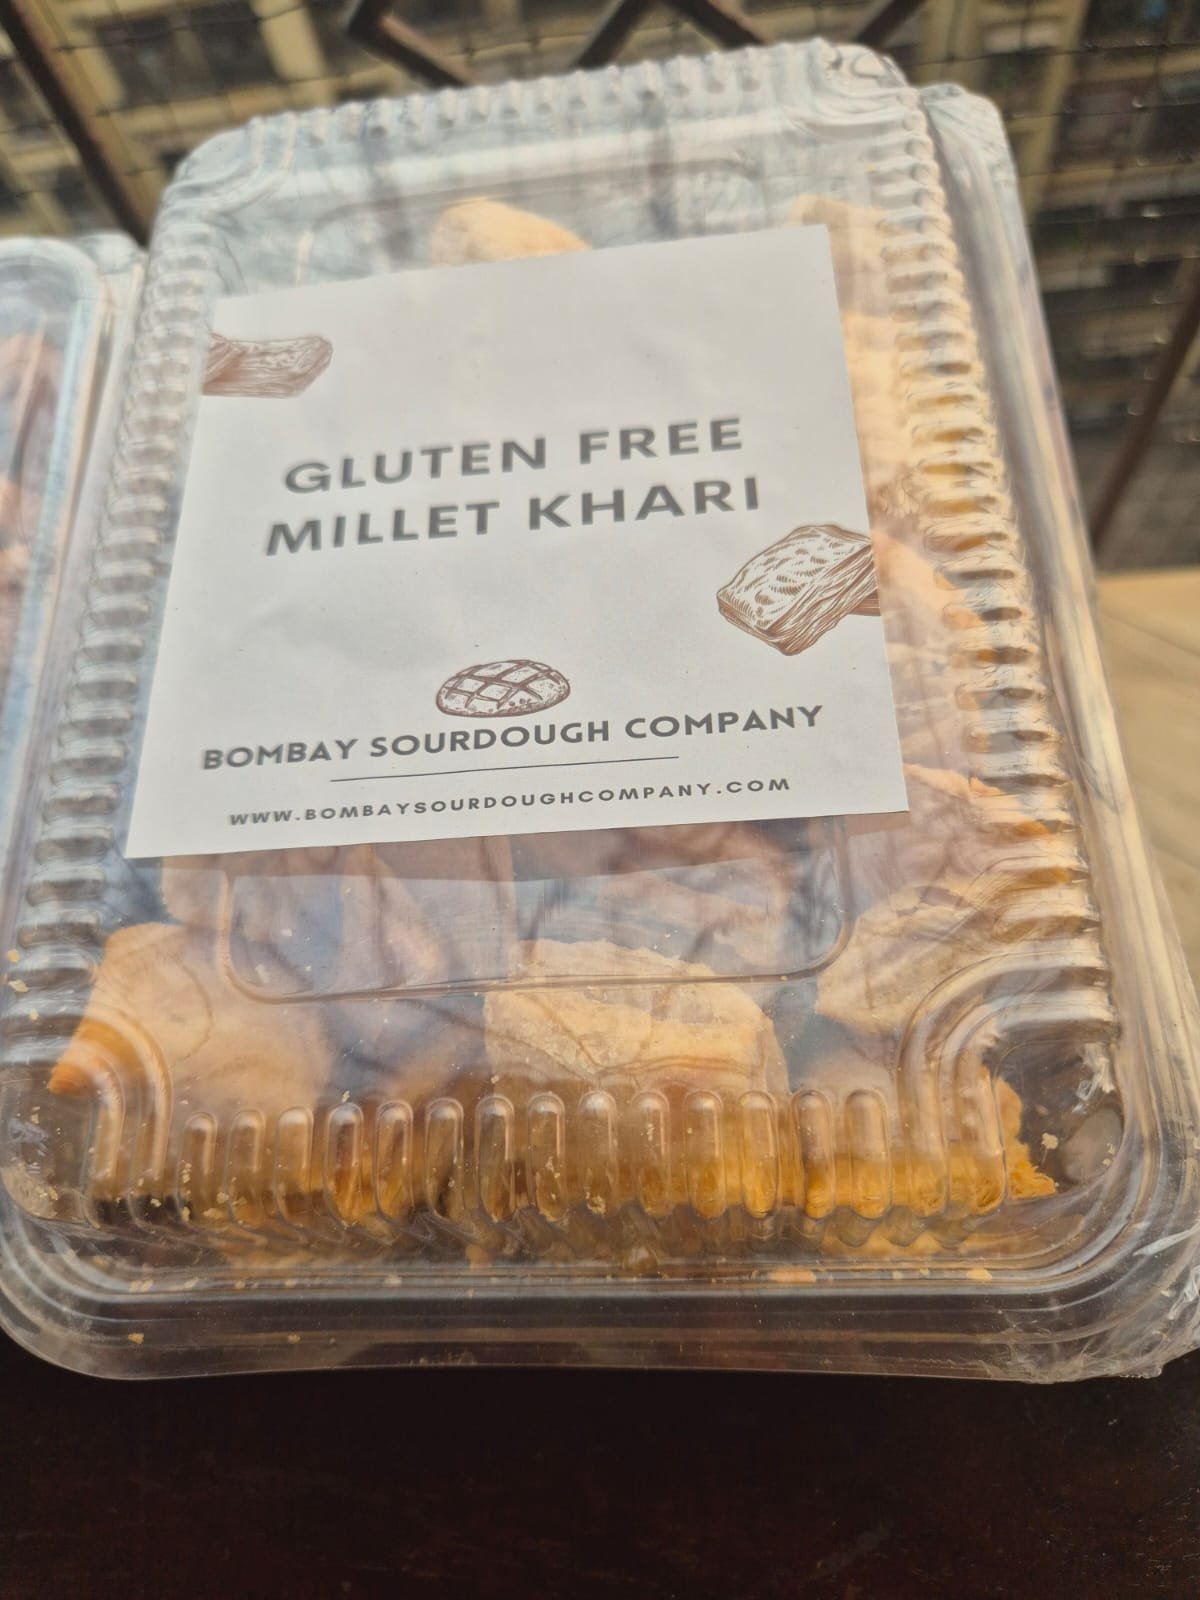 GLUTEN FREE
MILLET KHARI
BOMBAY SOURDOUGH COMPANY
WWW.BOMBAYSOURDOUGHCOMPANY.COM